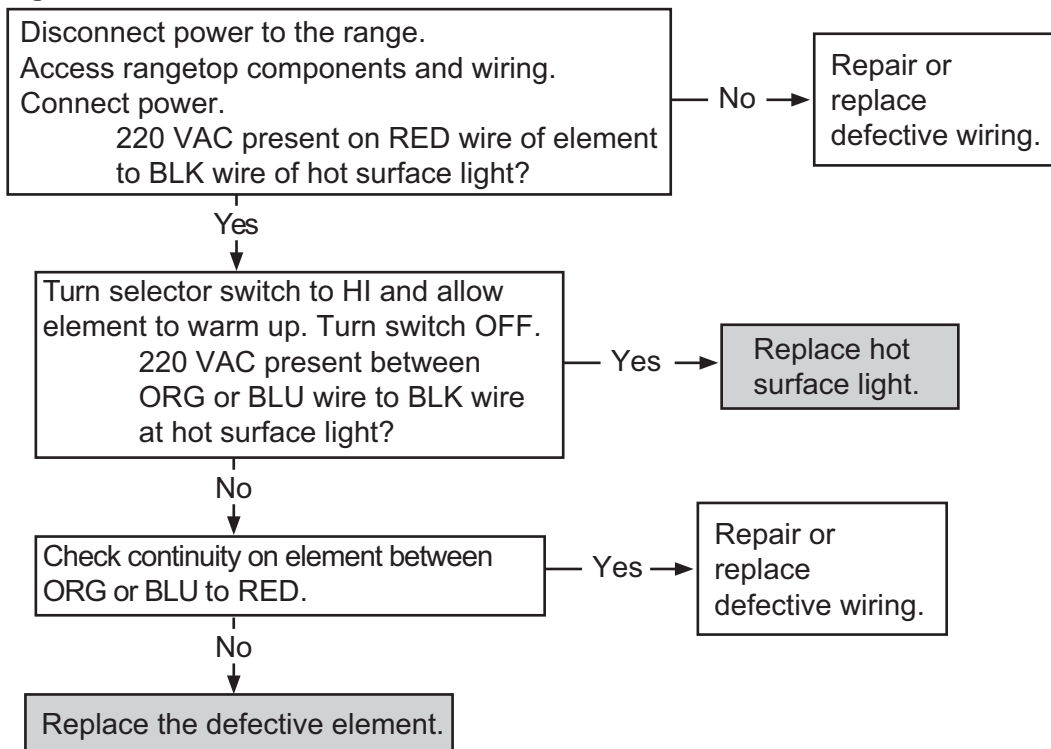 Disconnect power to the range.
Access rangetop components and wiring.
Connect power.
220 VAC present on RED wire of element
to BLK wire of hot surface light?
No
Repair or
replace
defective wiring.
Yes
Turn selector switch to HI and allow
element to warm up. Turn switch OFF.
220 VAC present between
ORG or BLU wire to BLK wire
at hot surface light?
Yes
Replace hot
surface light.
No
Check continuity on element between
ORG or BLU to RED.
Yes
Repair or
replace
defective wiring.
No
Replace the defective element.